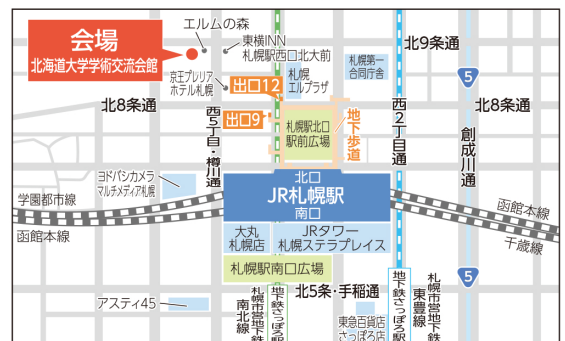 エルムの森
会場
北海道大学学術交流会館
東横INN
札幌駅西口北大前
京王プレリア
ホテル札幌
出口12
札幌
エルプラザ
札幌第一
合同庁舎
北9条通
5
北8条通
北8条通
出口9
西5丁目・樽川通
札幌駅北口
駅前広場
地下歩道
西2丁目通
創成川通
ヨドバシカメラ
マルチメディア札幌
北口
JR札幌駅
南口
学園都市線
函館本線
函館本線
千歳線
大丸
札幌店
JRタワー
札幌ステラプレイス
札幌駅南口広場
北5条・手稲通
5
アスティ45
札幌市営地下鉄
南北線
地下鉄さっぽろ駅
東急百貨店
さっぽろ店
地下鉄さっぽろ駅
東豊線
札幌市営地下鉄